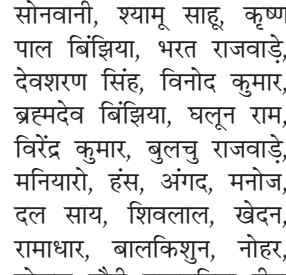 सोनवानी, श्यामू साहू, कृष्ण
पाल बिंझिया, भरत राजवाड़े,
देवशरण सिंह, विनोद कुमार,
ब्रह्मदेव बिंझिया, घलून राम,
विरेंद्र कुमार, बुलचु राजवाड़े,
मनियारो, हंस, अंगद, मनोज,
दल साय, शिवलाल, खेदन,
रामाधार, बालकिशुन, नोहर,